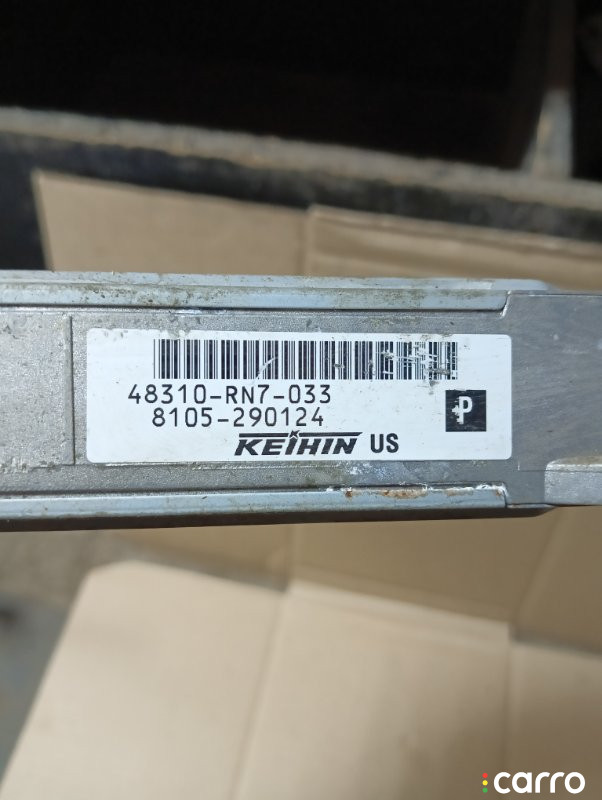 48310-RN7-033
8105-290124
P
KEIHIN US
carro